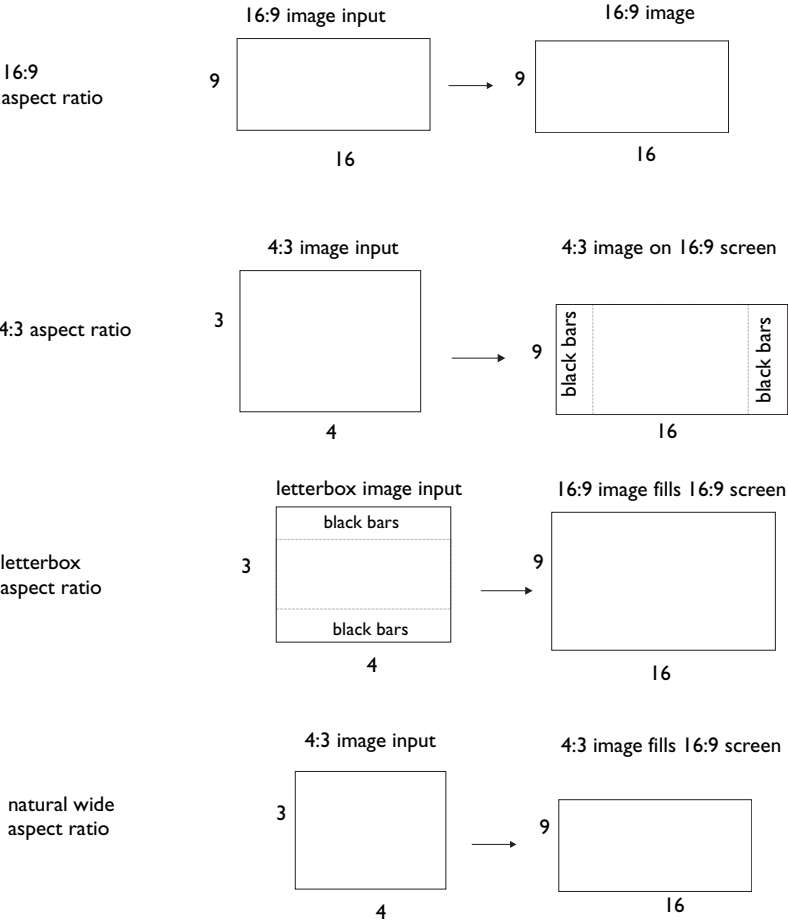 16:9 image input
16:9 image
16:9
aspect ratio
9
9
16
16
4:3 image input
4:3 image on 16:9 screen
4:3 aspect ratio
3
9
black bars
black bars
4
16
letterbox image input
16:9 image fills 16:9 screen
black bars
letterbox
aspect ratio
3
9
black bars
4
16
4:3 image input
4:3 image fills 16:9 screen
natural wide
aspect ratio
3
9
4
16